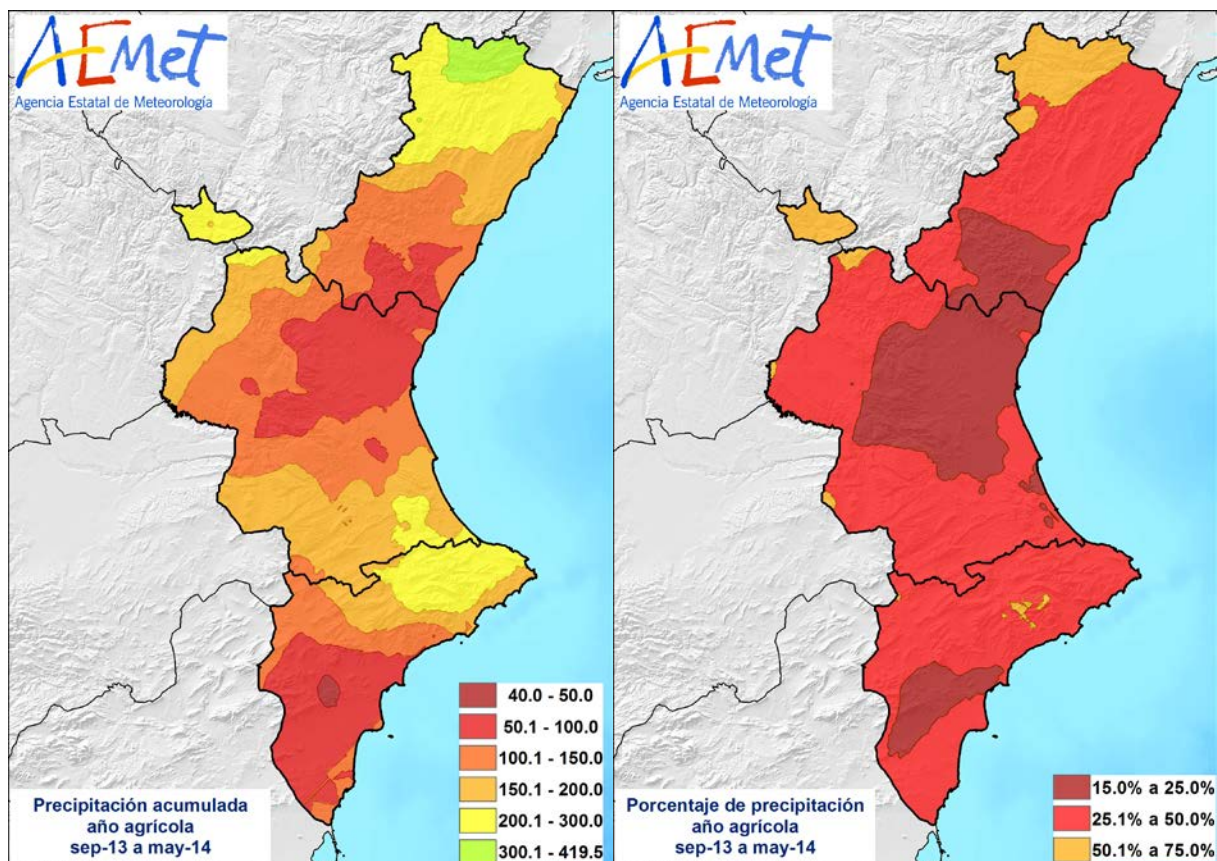 AEMet
Agencia Estatal de Meteorología
40.0 - 50.0
50.1 - 100.0
100.1 - 150.0
150.1 - 200.0
200.1 - 300.0
300.1 - 419.5
Precipitación acumulada
año agrícola
sep-13 a may-14
AEMet
Agencia Estatal de Meteorología
15.0% a 25.0%
25.1% a 50.0%
50.1% a 75.0%
Porcentaje de precipitación
año agrícola
sep-13 a may-14